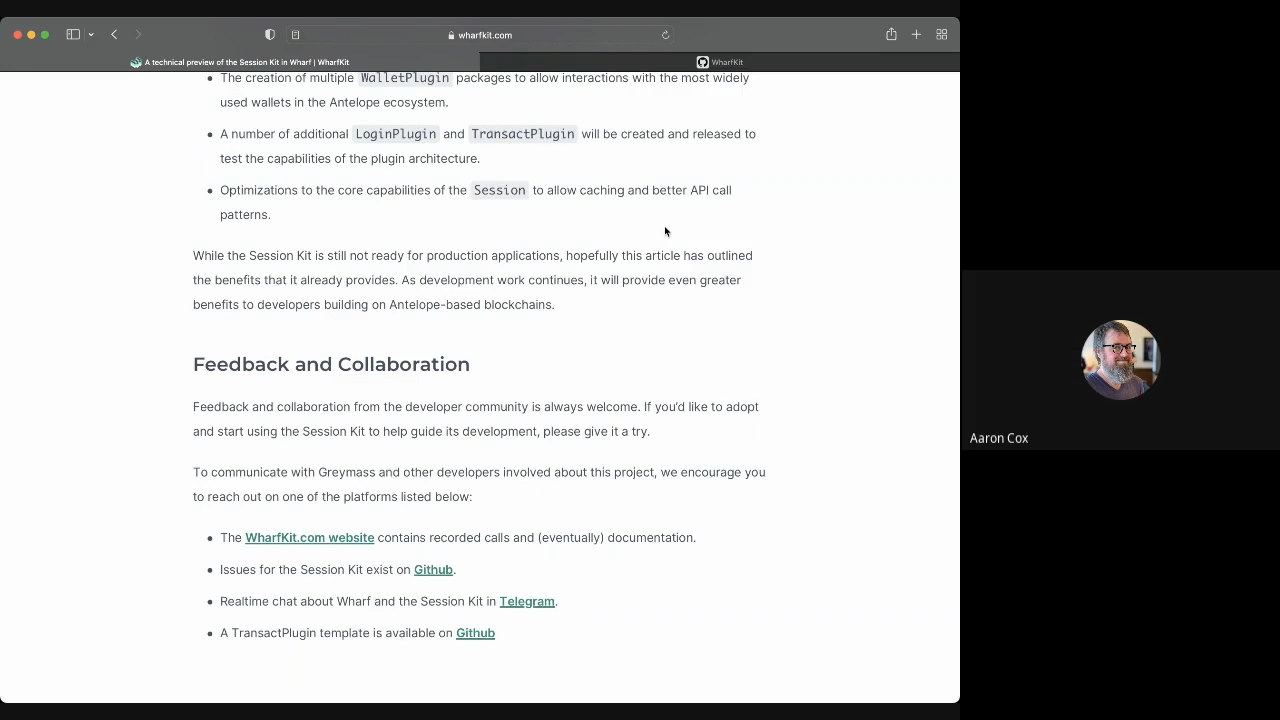 wharfkit.com
A technical preview of the Session Kit in Wharf | WharfKit
WharfKit
The creation of multiple WalletPlugin packages to allow interactions with the most widely
used wallets in the Antelope ecosystem.
A number of additional LoginPlugin and TransactPlugin will be created and released to
test the capabilities of the plugin architecture.
Optimizations to the core capabilities of the Session to allow caching and better API call
patterns.
While the Session Kit is still not ready for production applications, hopefully this article has outlined
the benefits that it already provides. As development work continues, it will provide even greater
benefits to developers building on Antelope-based blockchains.
Feedback and Collaboration
Feedback and collaboration from the developer community is always welcome. If you'd like to adopt
and start using the Session Kit to help guide its development, please give it a try.
To communicate with Greymass and other developers involved about this project, we encourage you
to reach out on one of the platforms listed below:
The WharfKit.com website contains recorded calls and (eventually) documentation.
Issues for the Session Kit exist on Github.
Realtime chat about Wharf and the Session Kit in Telegram.
A TransactPlugin template is available on Github
Aaron Cox